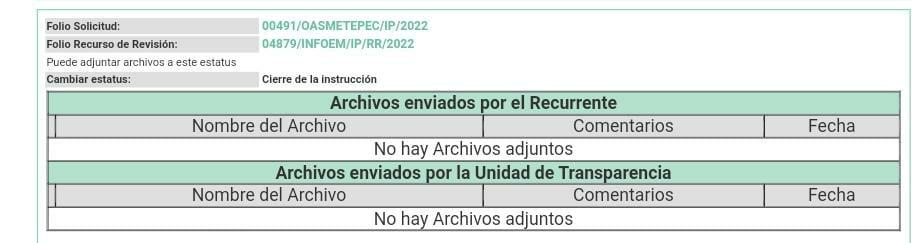 Folio Solicitud: 00491/OASMETEPEC/IP/2022
Folio Recurso de Revisión: 04879/INFOEM/IP/RR/2022
Puede adjuntar archivos a este estatus
Cambiar estatus: Cierre de la instrucción
Archivos enviados por el Recurrente
Nombre del Archivo Comentarios Fecha
No hay Archivos adjuntos
Archivos enviados por la Unidad de Transparencia
Nombre del Archivo Comentarios Fecha
No hay Archivos adjuntos